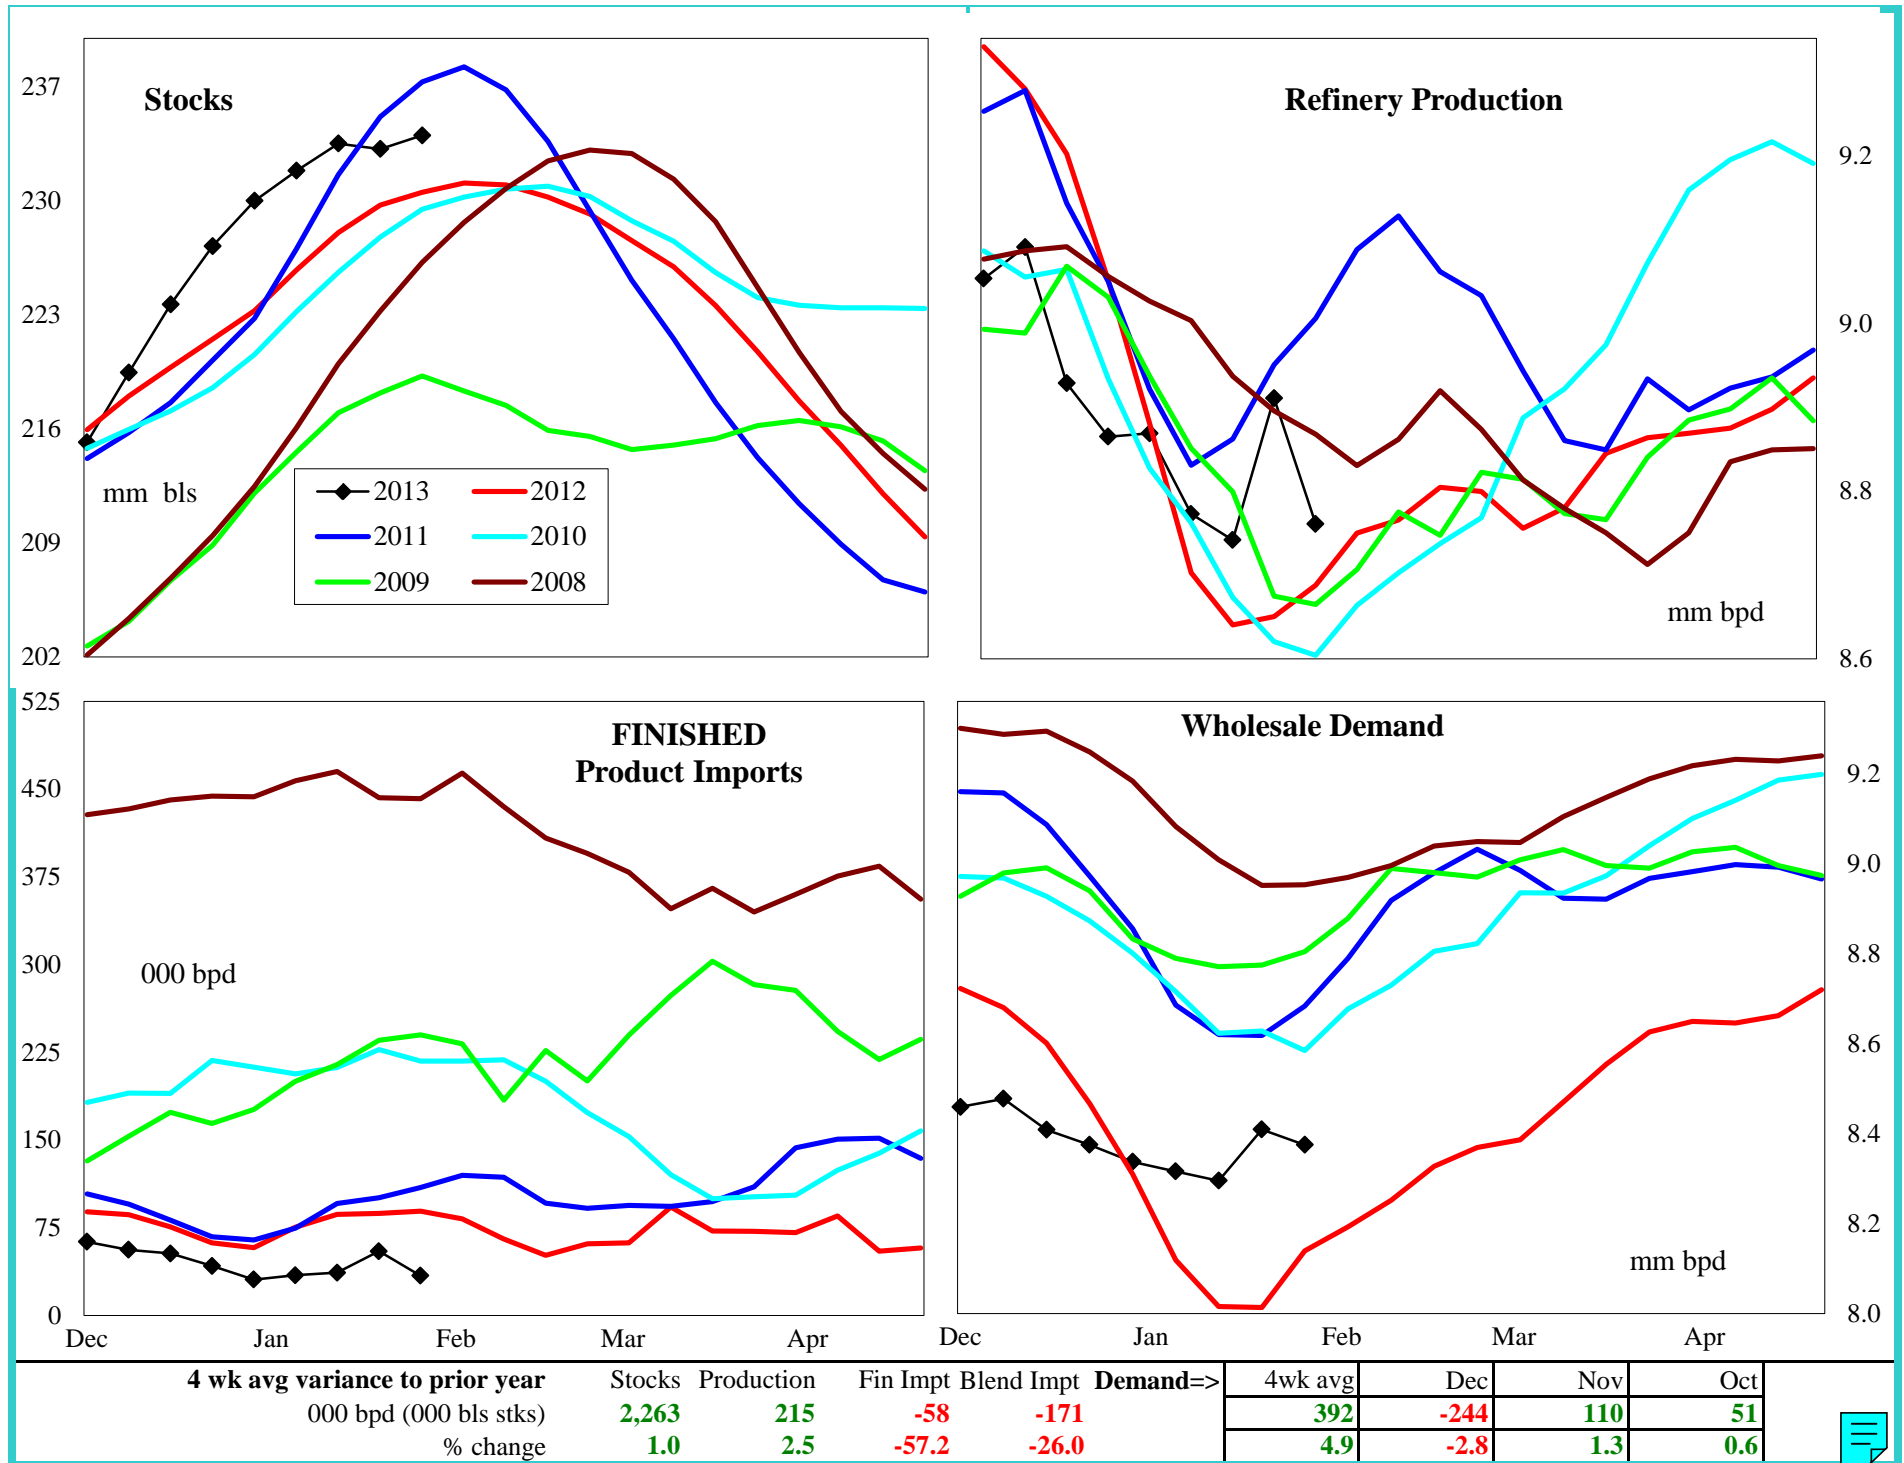 Stocks
237
230
223
216
209
202
mm bls
2013 2012
2011 2010
2009 2008
Refinery Production
9.2
9.0
8.8
8.6
mm bpd
FINISHED
Product Imports
525
450
375
300
225
150
75
0
000 bpd
Dec Jan Feb Mar Apr
Wholesale Demand
9.2
9.0
8.8
8.6
8.4
8.2
8.0
mm bpd
Dec Jan Feb Mar Apr
4 wk avg variance to prior year Stocks Production Fin Impt Blend Impt Demand=> 4wk avg Dec Nov Oct
000 bpd (000 bls stks) 2,263 215 -58 -171 392 -244 110 51
% change 1.0 2.5 -57.2 -26.0 4.9 -2.8 1.3 0.6